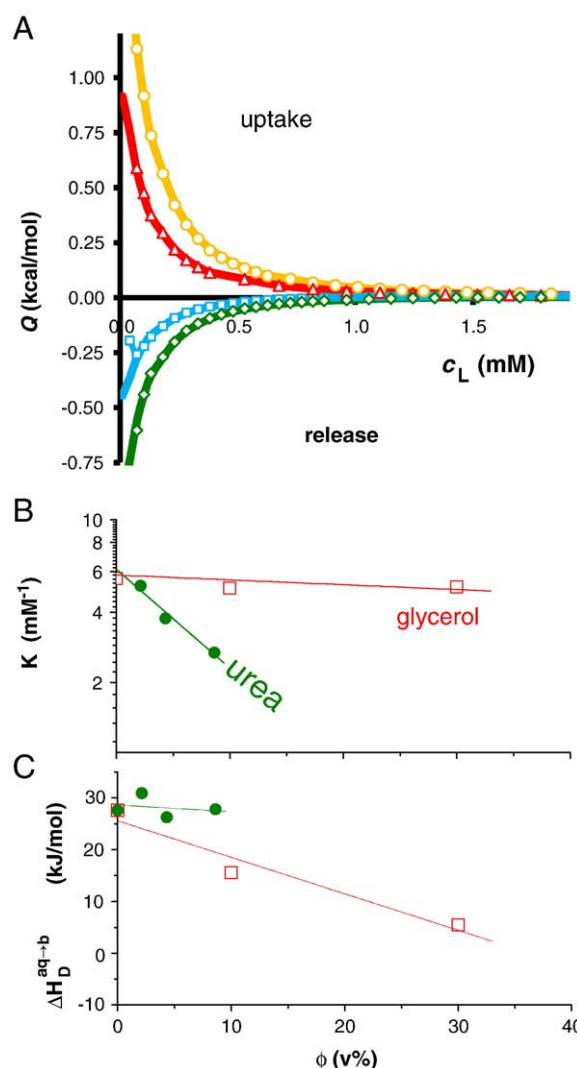 A
1.00
uptake
0.75
0.50
0.25
Q (kcal/mol)
0.00
0.0 0.5 1.0 1.5
-0.25
cL (mM)
-0.50
release
-0.75
B
10
8
6
4
2
K (mM-1)
glycerol
urea
C
30
20
10
0
-10
ΔHDaq→b (kJ/mol)
0 10 20 30 40
ϕ (v%)